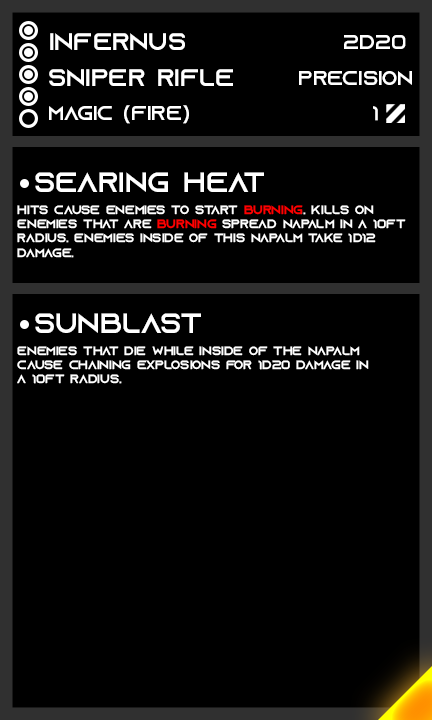 INFERNUS 2D20
SNIPER RIFLE PRECISION
MAGIC (FIRE) 1
•SEARING HEAT
HITS CAUSE ENEMIES TO START BURNING. KILLS ON
ENEMIES THAT ARE BURNING SPREAD NAPALM IN A 10FT
RADIUS. ENEMIES INSIDE OF THIS NAPALM TAKE 1D12
DAMAGE.
•SUNBLAST
ENEMIES THAT DIE WHILE INSIDE OF THE NAPALM
CAUSE CHAINING EXPLOSIONS FOR 1D20 DAMAGE IN
A 10FT RADIUS.